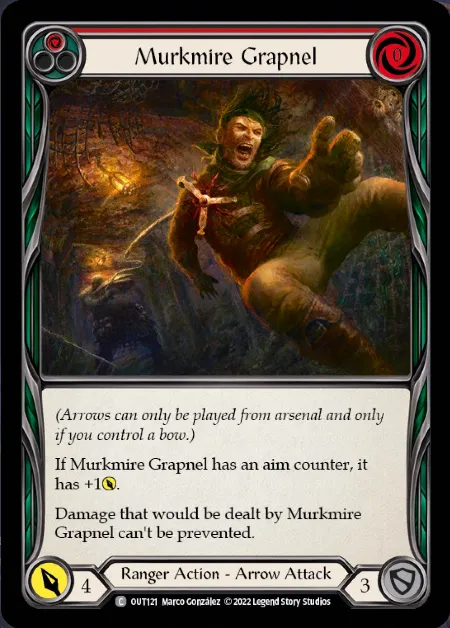 Murkmire Grapnel
0
(Arrows can only be played from arsenal and only
if you control a bow.)
If Murkmire Grapnel has an aim counter, it
has +1.
Damage that would be dealt by Murkmire
Grapnel can't be prevented.
4
Ranger Action - Arrow Attack
3
C OUT121 Marco González ©2022 Legend Story Studios